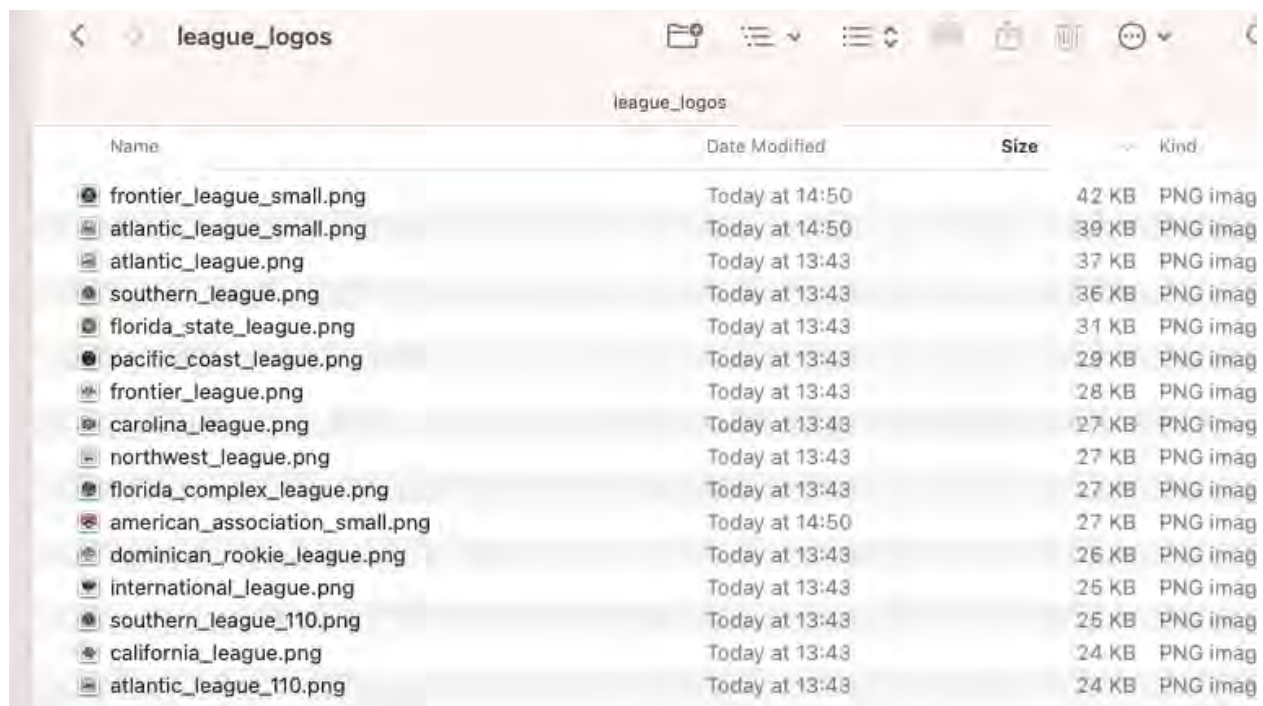 league_logos
league_logos
Name Date Modified Size Kind
frontier_league_small.png Today at 14:50 42 KB PNG imag
atlantic_league_small.png Today at 14:50 39 KB PNG imag
atlantic_league.png Today at 13:43 37 KB PNG imag
southern_league.png Today at 13:43 36 KB PNG imag
florida_state_league.png Today at 13:43 31 KB PNG imag
pacific_coast_league.png Today at 13:43 29 KB PNG imag
frontier_league.png Today at 13:43 28 KB PNG imag
carolina_league.png Today at 13:43 27 KB PNG imag
northwest_league.png Today at 13:43 27 KB PNG imag
florida_complex_league.png Today at 13:43 27 KB PNG imag
american_association_small.png Today at 14:50 27 KB PNG imag
dominican_rookie_league.png Today at 13:43 26 KB PNG imag
international_league.png Today at 13:43 25 KB PNG imag
southern_league_110.png Today at 13:43 25 KB PNG imag
california_league.png Today at 13:43 24 KB PNG imag
atlantic_league_110.png Today at 13:43 24 KB PNG imag